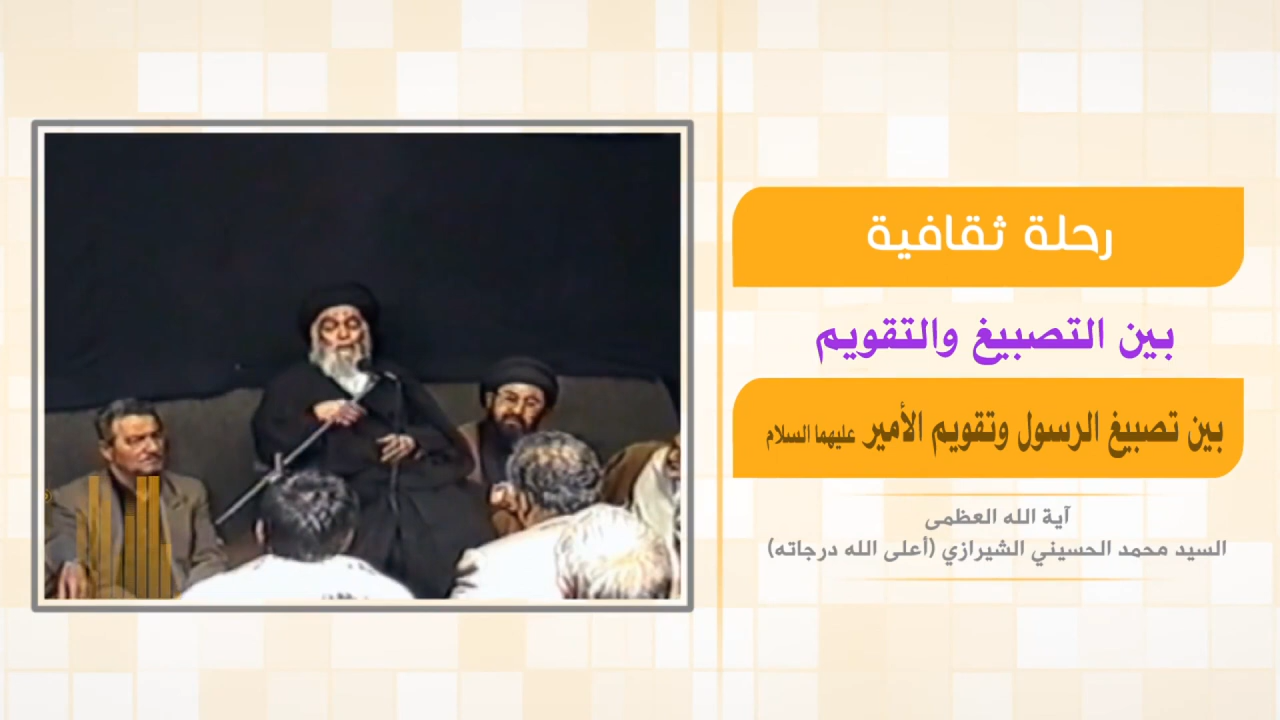 رحلة ثقافية
بين التصبيغ والتقويم
بين تصبيغ الرسول وتقويم الأمير عليهما السلام
آية الله العظمى
السيد محمد الحسيني الشيرازي (أعلى الله درجاته)